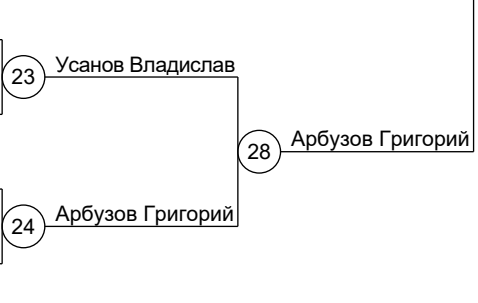 23 Усанов Владислав
28 Арбузов Григорий
24 Арбузов Григорий